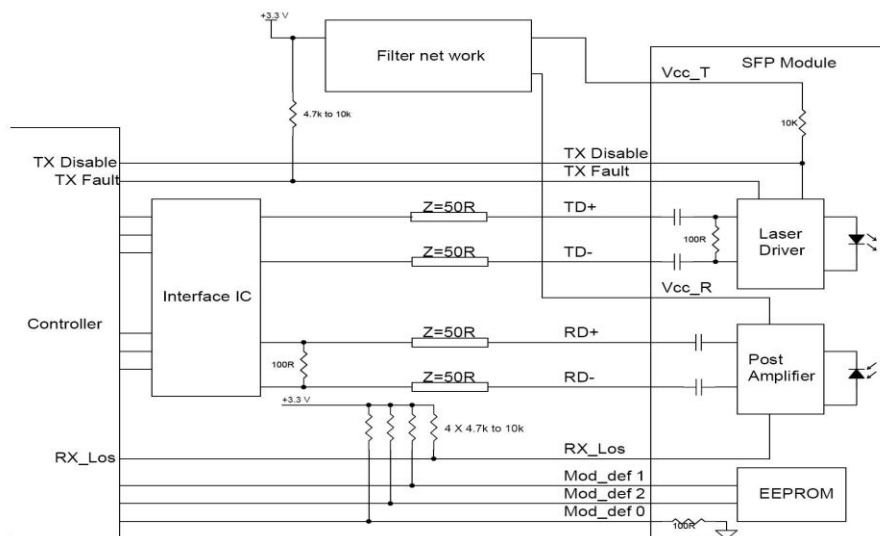 +3.3 V
Filter net work
SFP Module
Vcc_T
4.7k to 10k
10K
TX Disable
TX Disable
TX Fault
TX Fault
Z=50R
TD+
Laser
Driver
100R
Z=50R
TD-
Interface IC
Vcc_R
Controller
Z=50R
RD+
Post
Amplifier
100R
Z=50R
RD-
+3.3 V
4 X 4.7k to 10k
RX_Los
RX_Los
Mod_def 1
Mod_def 2
EEPROM
Mod_def 0
100R